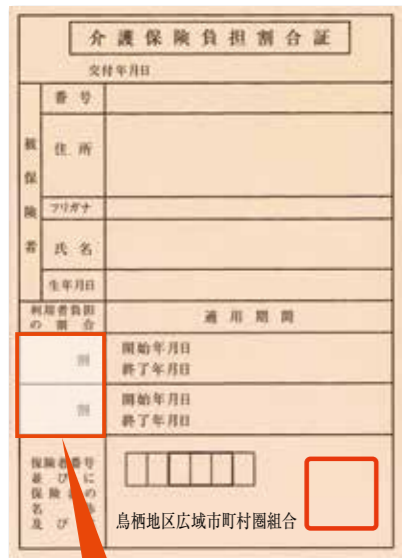 介護保険負担割合証
交付年月日
被保険者
番号
住所
フリガナ
氏名
生年月日
利用者負担
の割合
適用期間
割
開始年月日
終了年月日
割
開始年月日
終了年月日
保険者番号
並びに
保険者の
名称
及び
鳥栖地区広域市町村圏組合